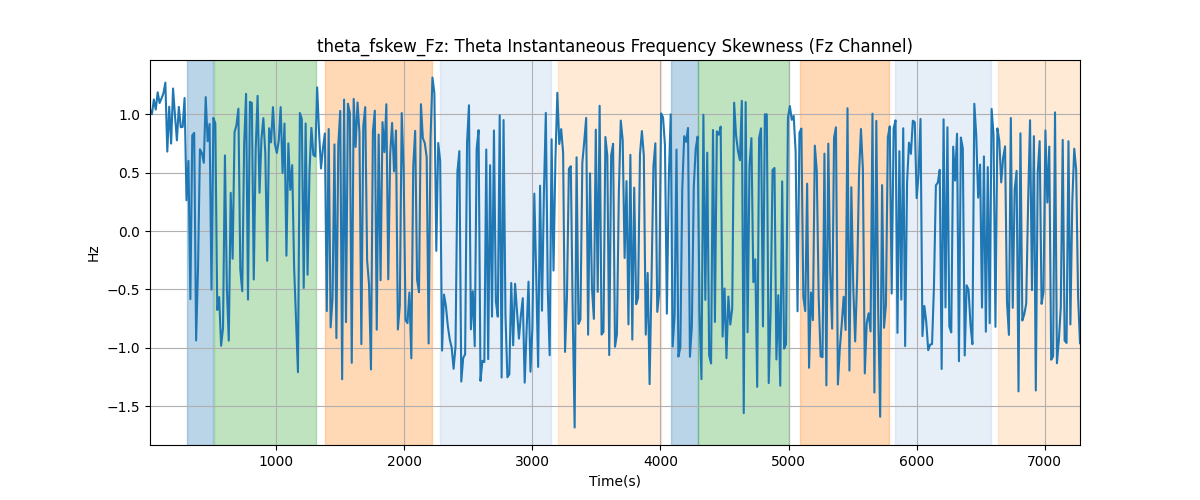 theta_fskew_Fz: Theta Instantaneous Frequency Skewness (Fz Channel)
1.0
0.5
0.0
−0.5
−1.0
−1.5
Hz
1000 2000 3000 4000 5000 6000 7000
Time(s)